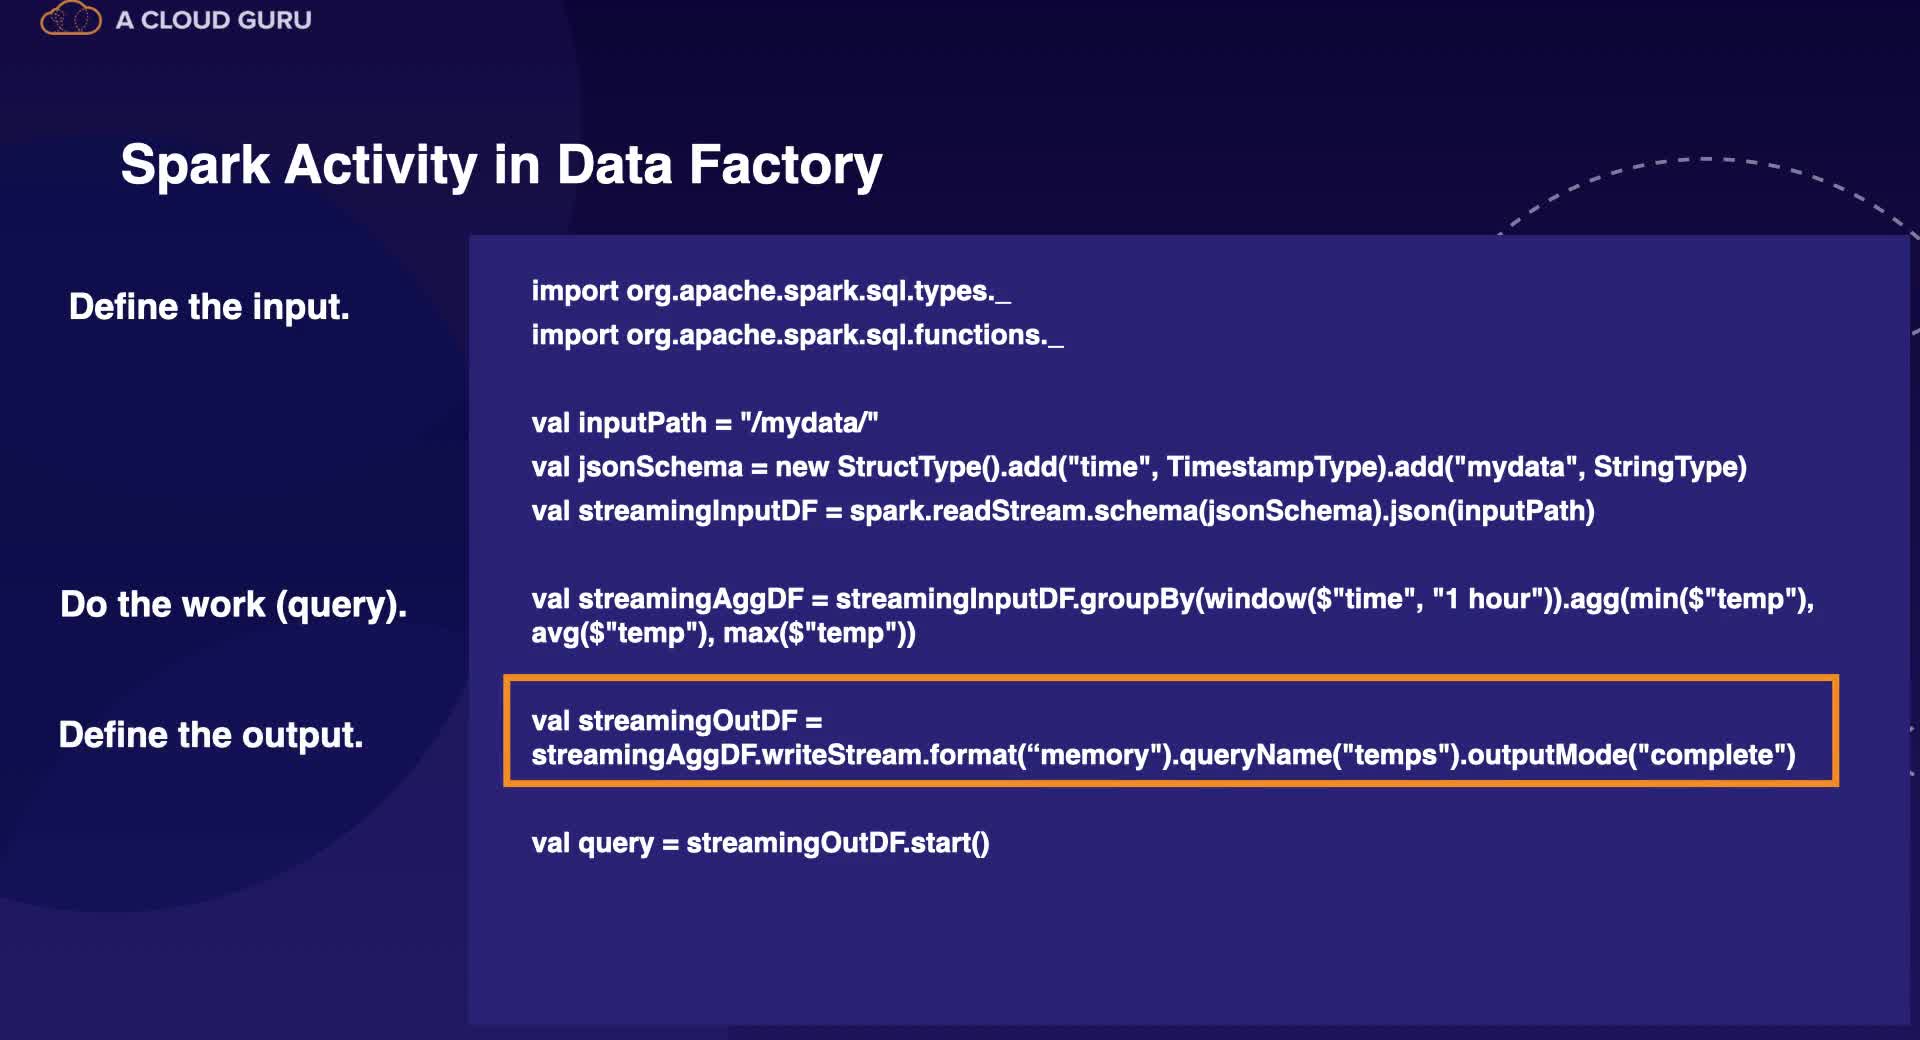 A CLOUD GURU
Spark Activity in Data Factory
Define the input.
import org.apache.spark.sql.types._
import org.apache.spark.sql.functions._
val inputPath = "/mydata/"
val jsonSchema = new StructType().add("time", TimestampType).add("mydata", StringType)
val streamingInputDF = spark.readStream.schema(jsonSchema).json(inputPath)
Do the work (query).
val streamingAggDF = streamingInputDF.groupBy(window($"time", "1 hour")).agg(min($"temp"),
avg($"temp"), max($"temp"))
Define the output.
val streamingOutDF =
streamingAggDF.writeStream.format(“memory").queryName("temps").outputMode("complete")
val query = streamingOutDF.start()